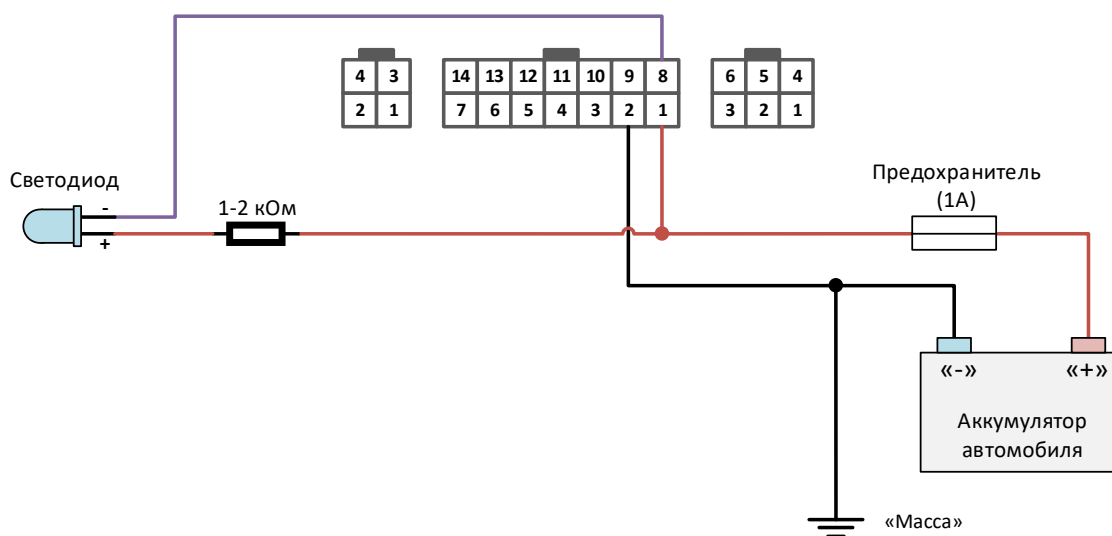 4 3
2 1
14 13 12 11 10 9 8
7 6 5 4 3 2 1
6 5 4
3 2 1
Светодиод
-
+
1-2 кОм
Предохранитель
(1А)
«-» «+»
Аккумулятор
автомобиля
«Масса»